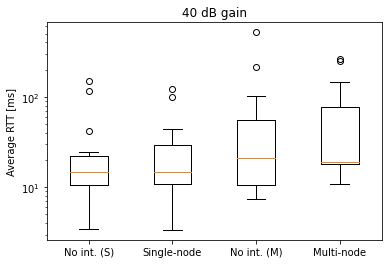 40 dB gain
Average RTT [ms]
10²
10¹
No int. (S) Single-node No int. (M) Multi-node